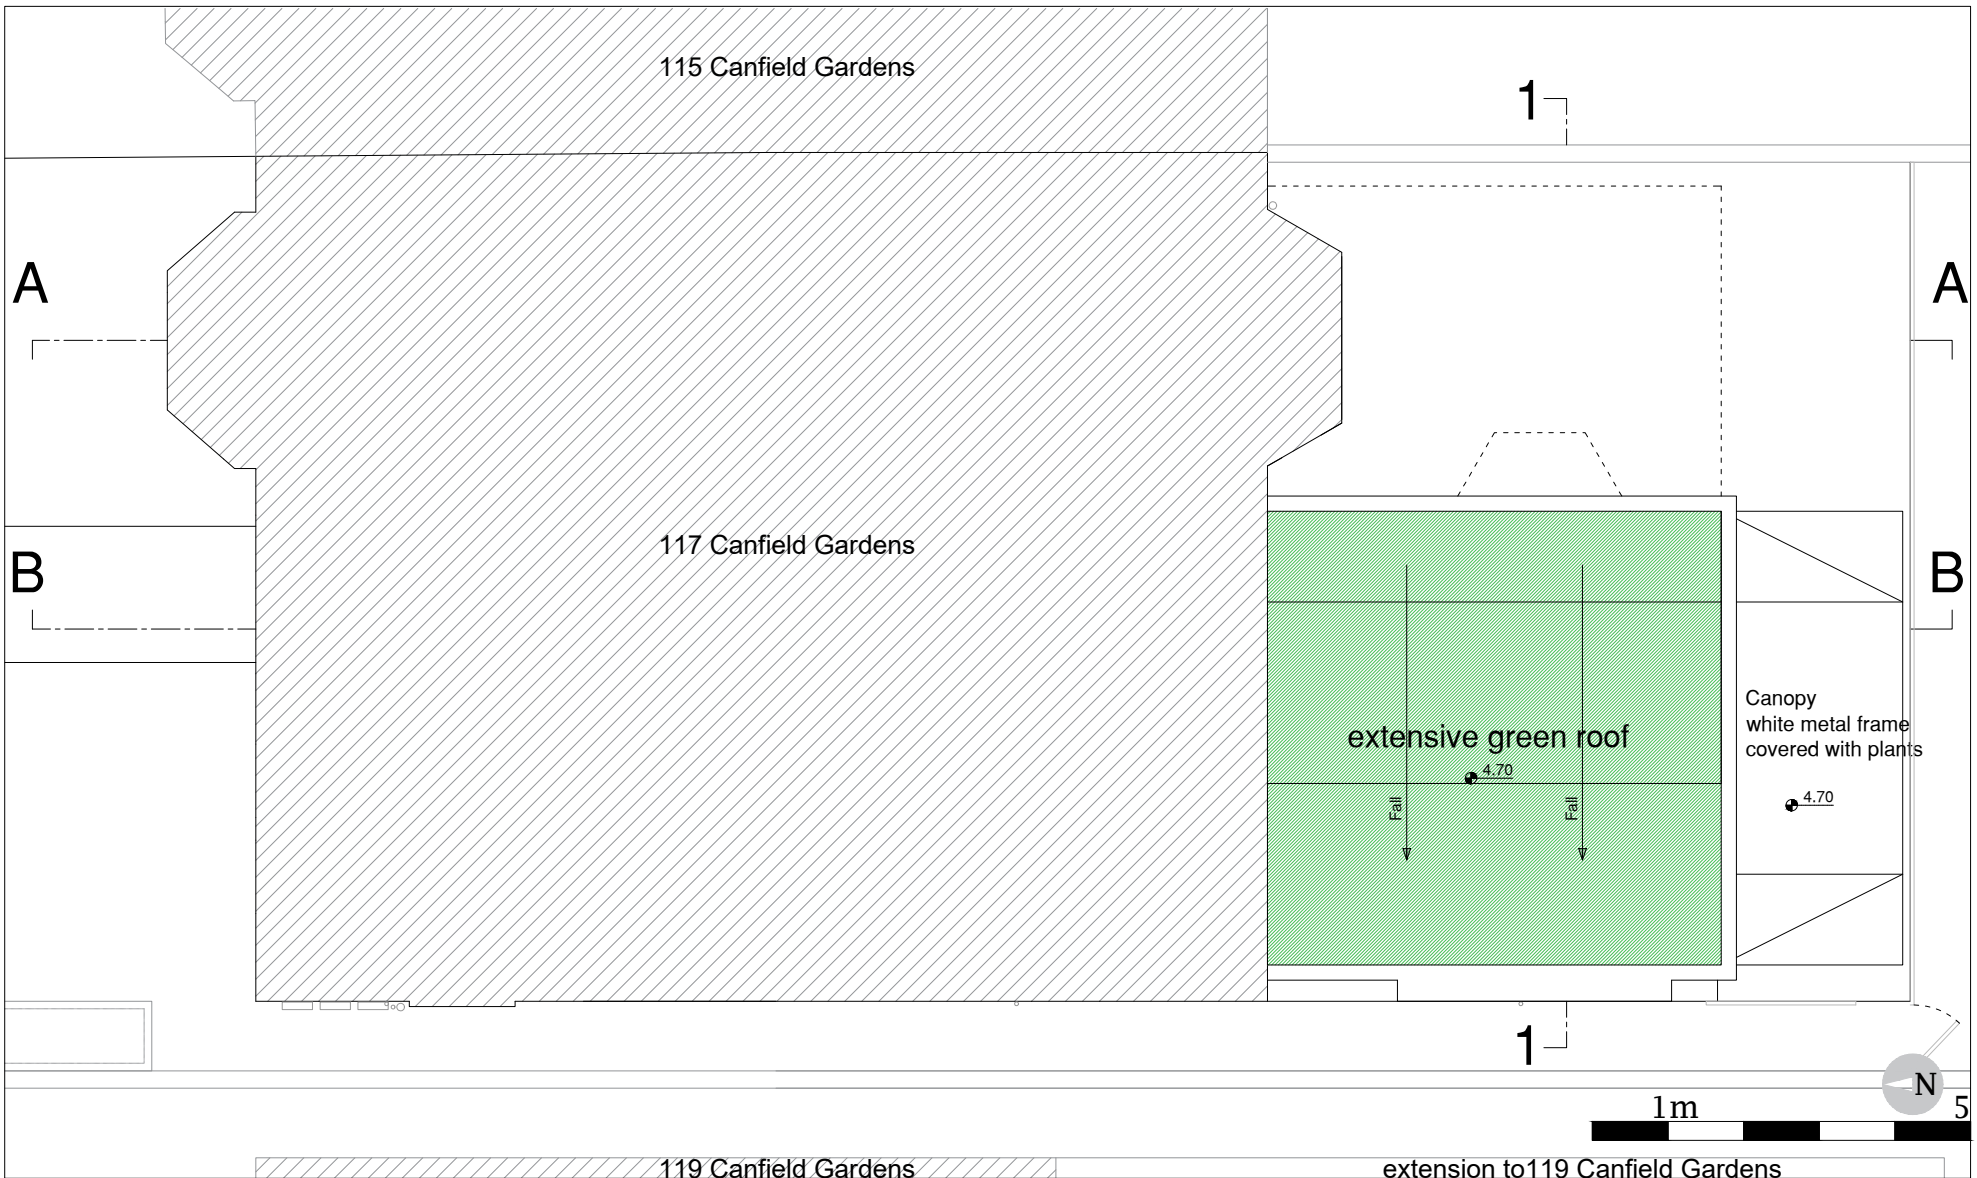 115 Canfield Gardens
1
A
A
117 Canfield Gardens
B
B
Canopy
white metal frame
covered with plants
extensive green roof
4.70
4.70
Fall
Fall
1
N
1m
5
119 Canfield Gardens
extension to119 Canfield Gardens